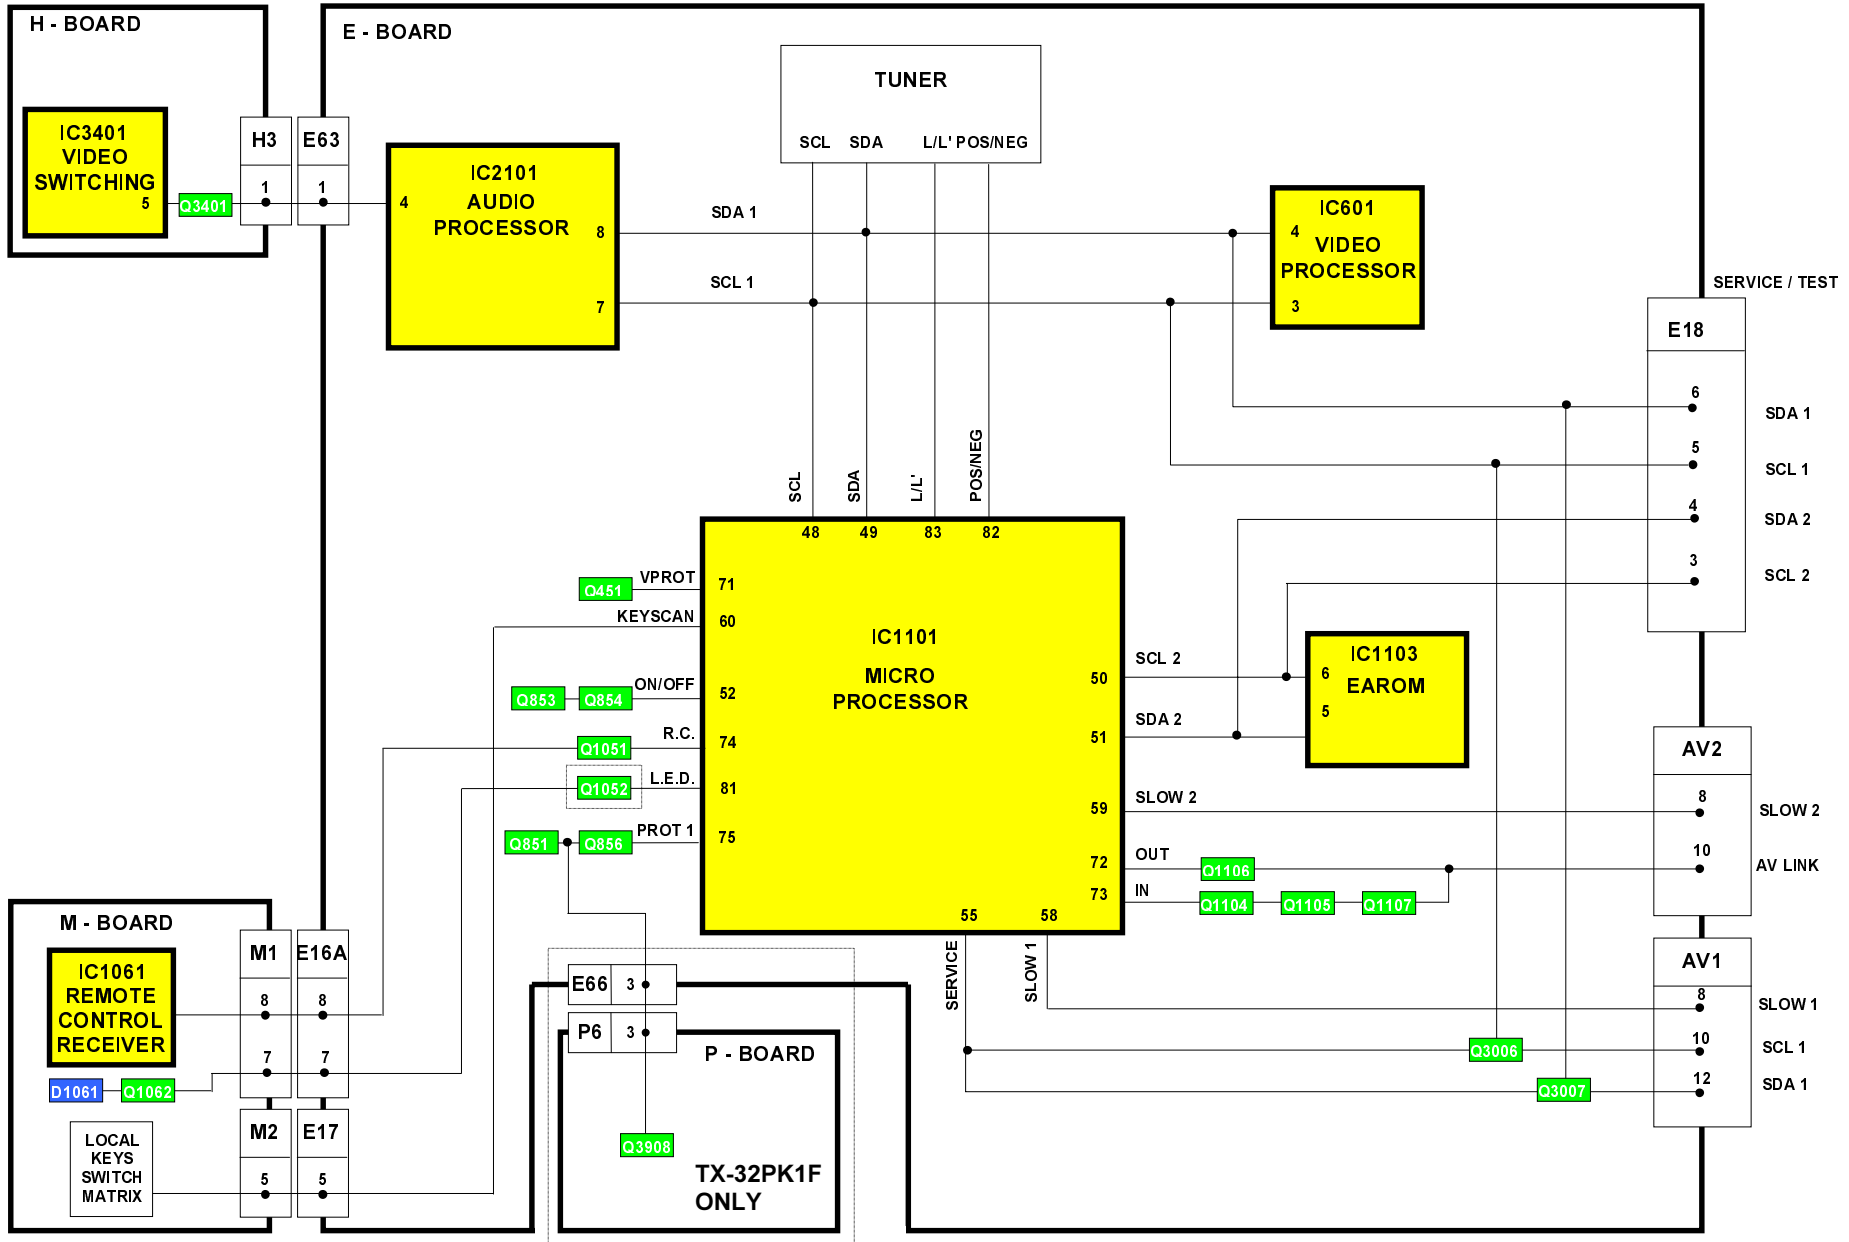 H - BOARD
IC3401
VIDEO
SWITCHING
5
Q3401
H3
1
E63
1
E - BOARD
IC2101
AUDIO
PROCESSOR
4
8
7
TUNER
SCL
SDA
L/L' POS/NEG
SDA 1
SCL 1
IC601
4
VIDEO
PROCESSOR
3
SERVICE / TEST
E18
6
SDA 1
5
SCL 1
4
SDA 2
3
SCL 2
SCL
SDA
L/L'
POS/NEG
48
49
83
82
VPROT
Q451
71
KEYSCAN
60
ON/OFF
Q853
Q854
52
R.C.
Q1051
74
L.E.D.
Q1052
81
PROT 1
Q851
Q856
75
IC1101
MICRO
PROCESSOR
50
SCL 2
51
SDA 2
59
SLOW 2
72
OUT
Q1106
73
IN
Q1104
Q1105
Q1107
55
58
SERVICE
SLOW 1
IC1103
6
EAROM
5
AV2
8
SLOW 2
10
AV LINK
AV1
8
SLOW 1
10
SCL 1
12
SDA 1
Q3006
Q3007
M - BOARD
IC1061
REMOTE
CONTROL
RECEIVER
D1061
Q1062
LOCAL
KEYS
SWITCH
MATRIX
M1
8
7
E16A
8
7
M2
5
E17
5
E66
3
P6
3
P - BOARD
Q3908
TX-32PK1F
ONLY